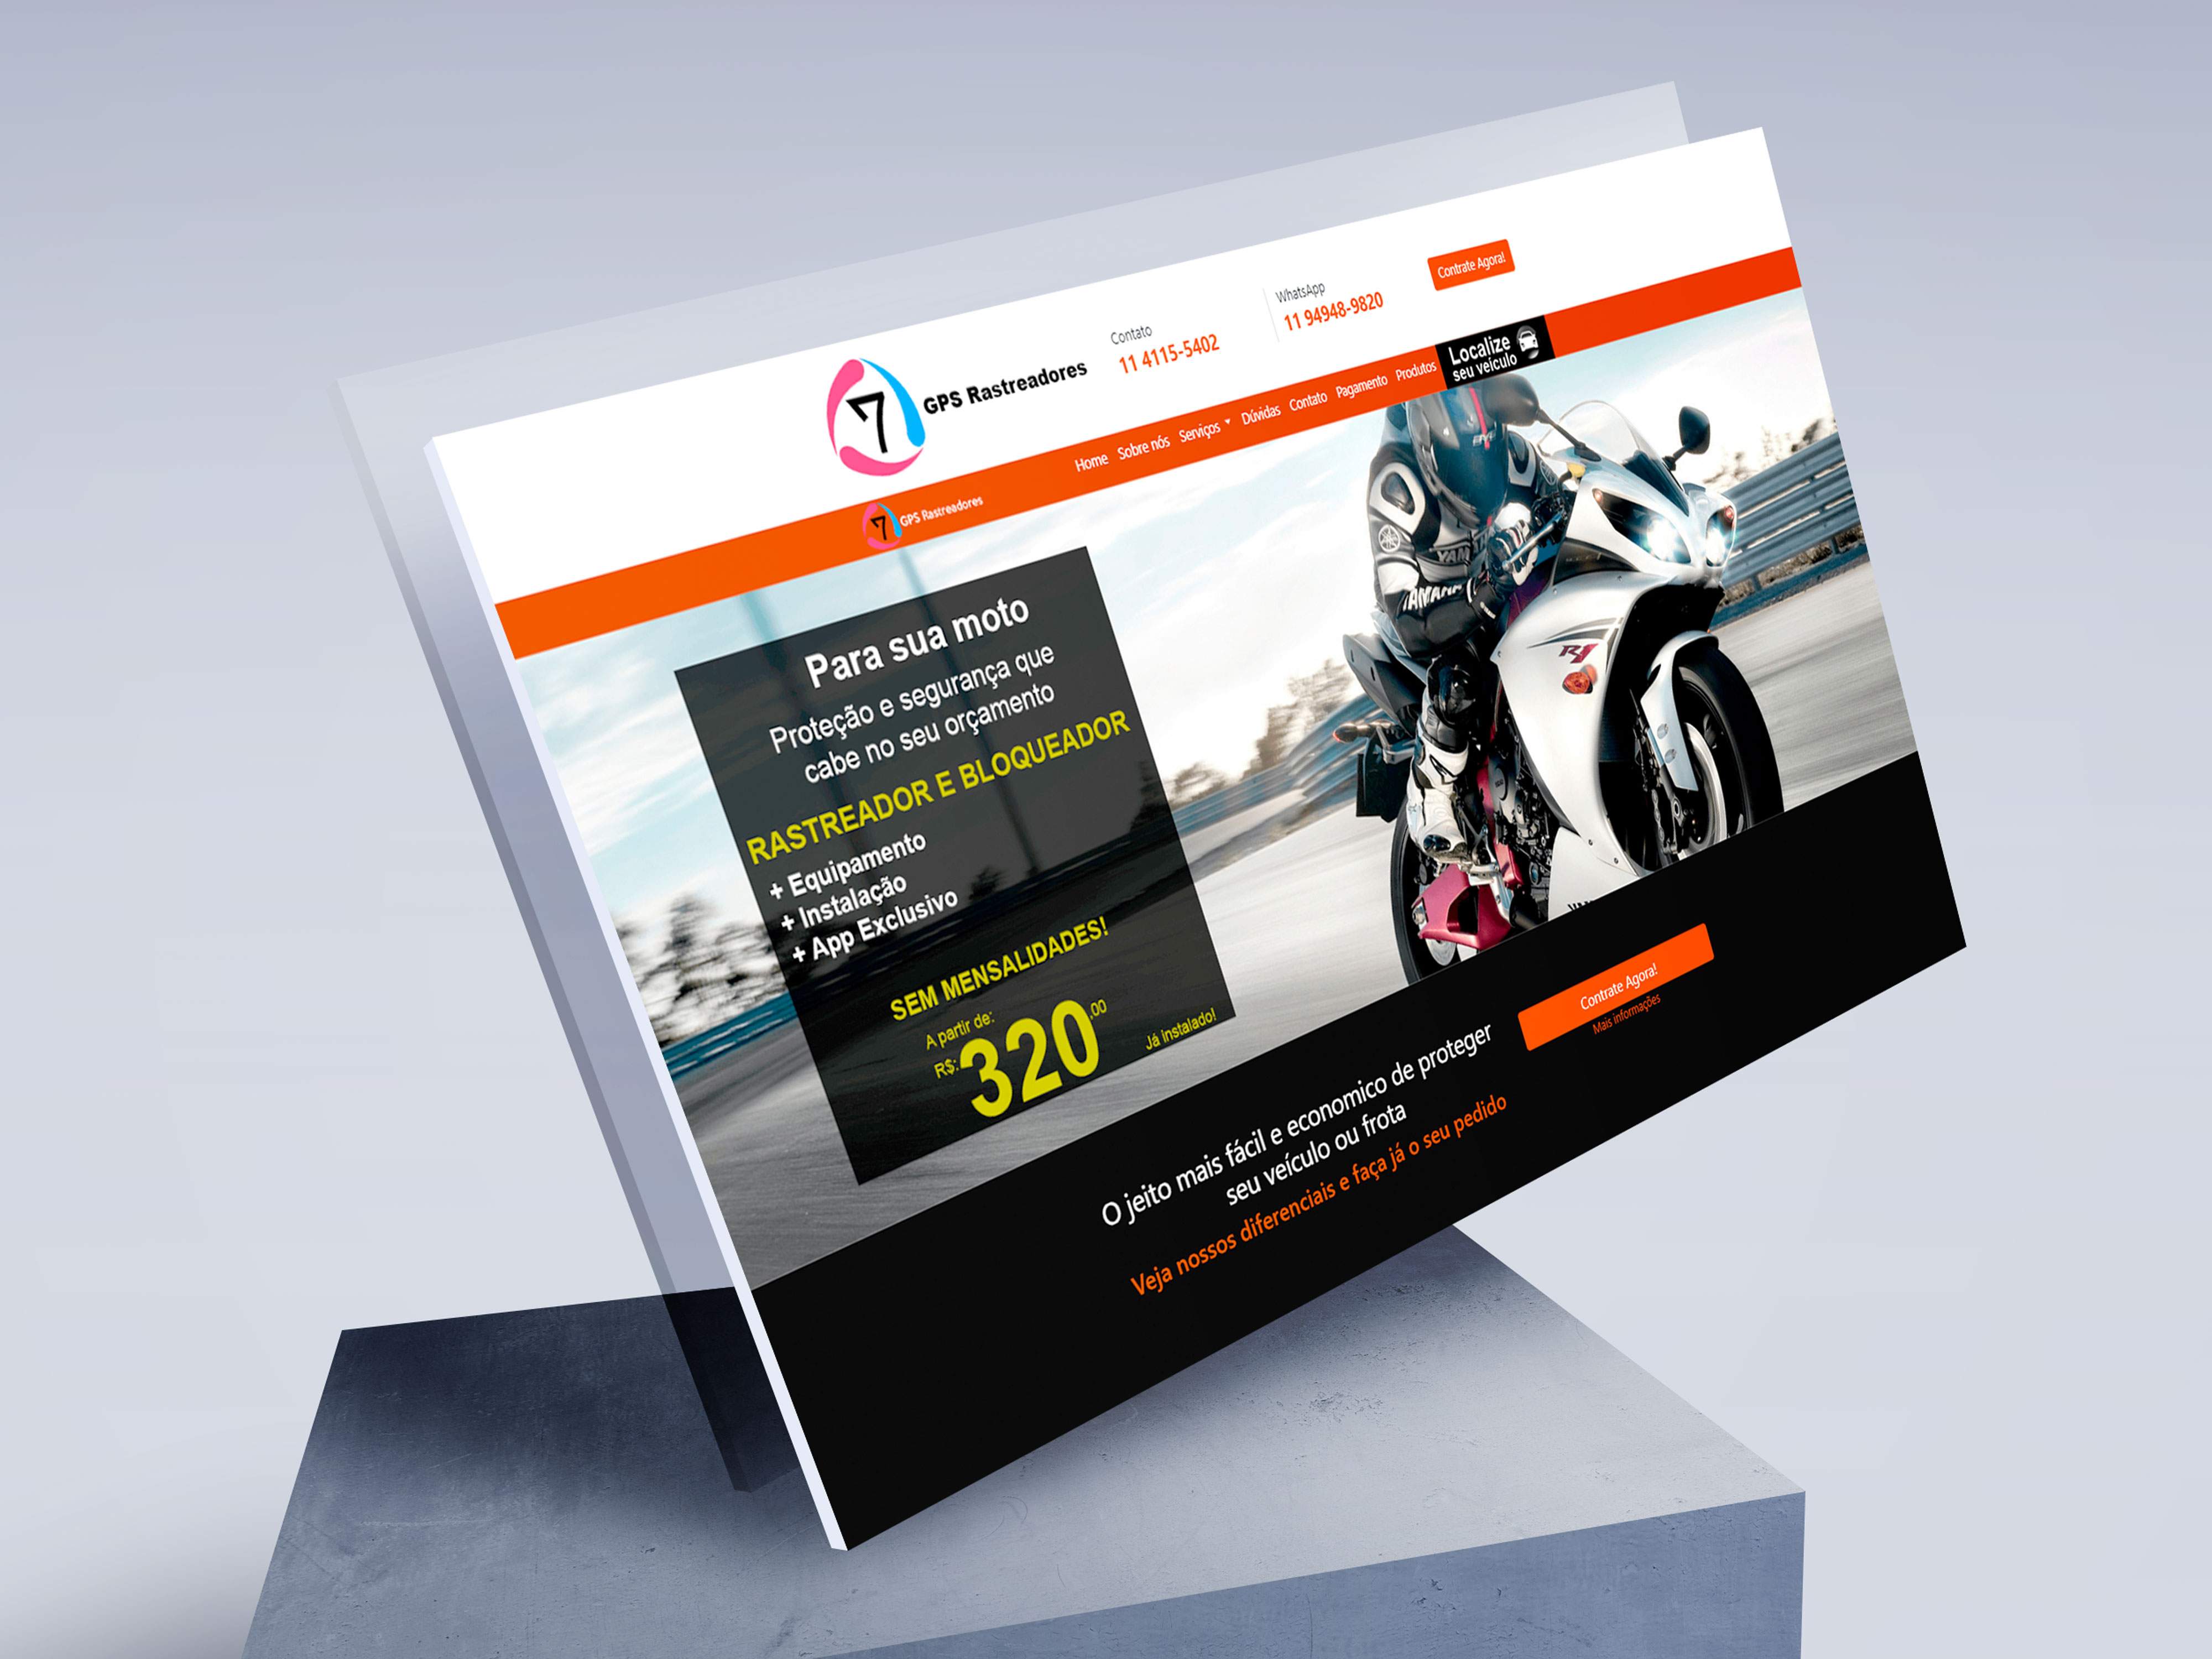 7
GPS Rastreadores
Contato
11 4115-5402
WhatsApp
11 94948-9820
Contrate Agora!
7 GPS Rastreadores
Home Sobre nós Serviços Dúvidas Contato Pagamento Produtos
Localize
seu veículo
Para sua moto
Proteção e segurança que
cabe no seu orçamento
RASTREADOR E BLOQUEADOR
+ Equipamento
+ Instalação
+ App Exclusivo
SEM MENSALIDADES!
A partir de:
R$: 320,00
Já instalado!
R1
O jeito mais fácil e economico de proteger
seu veículo ou frota
Veja nossos diferenciais e faça já o seu pedido
Contrate Agora!
Mais informações